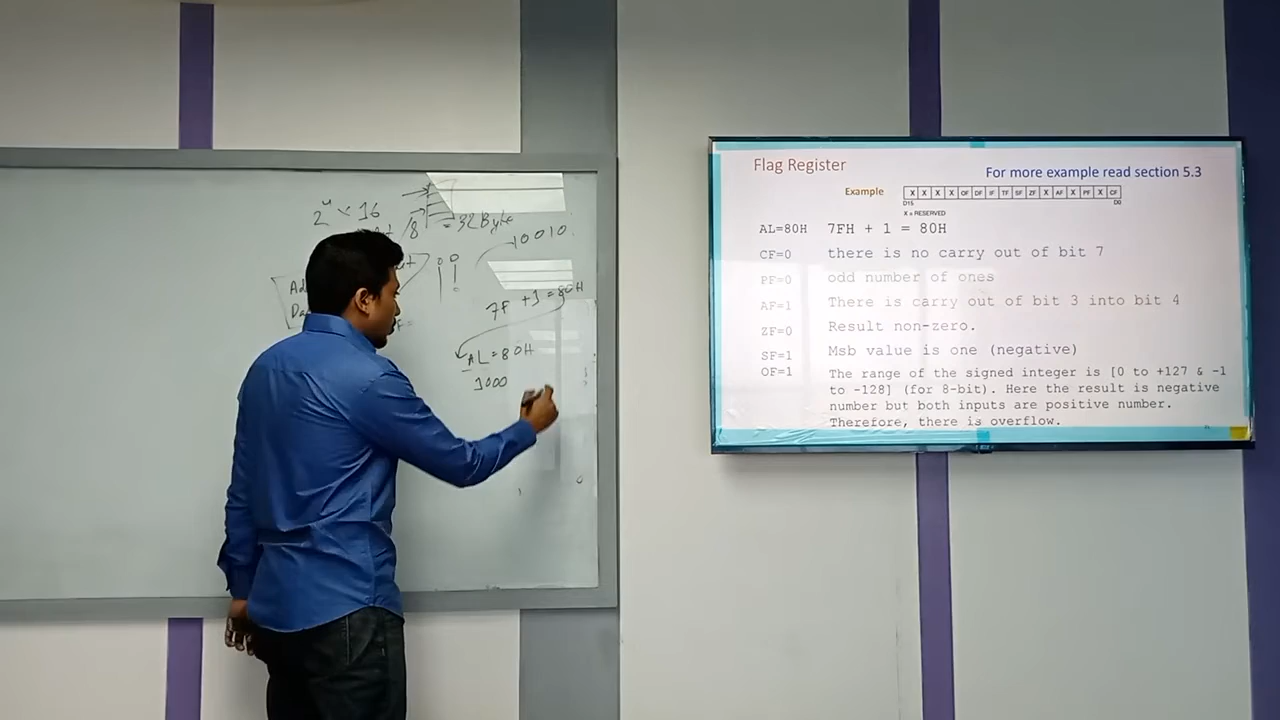 2 × 16
/8 = 32 Byte
10010
Ad
Da
7F + 1 = 80H
AL = 80H
1000
Flag Register
For more example read section 5.3
Example
X X X X OF DF IF TF SF ZF X AF X PF X CF
D15 D0
X = RESERVED
AL=80H 7FH + 1 = 80H
CF=0 there is no carry out of bit 7
PF=0 odd number of ones
AF=1 There is carry out of bit 3 into bit 4
ZF=0 Result non-zero.
SF=1 Msb value is one (negative)
OF=1 The range of the signed integer is [0 to +127 & -1
to -128] (for 8-bit). Here the result is negative
number but both inputs are positive number.
Therefore, there is overflow.